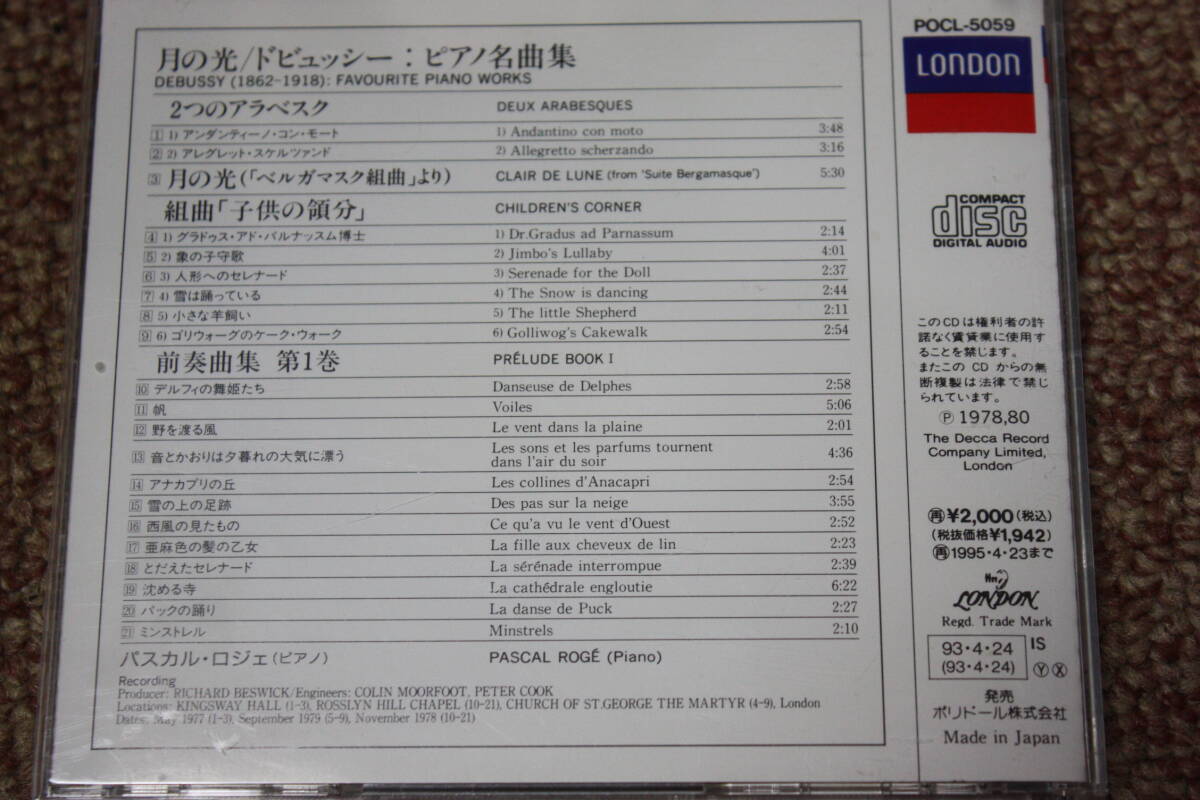 月の光/ドビュッシー：ピアノ名曲集
DEBUSSY (1862-1918): FAVOURITE PIANO WORKS
2つのアラベスク DEUX ARABESQUES
1 1) アンダンティーノ・コン・モート 1) Andantino con moto 3:48
2 2) アレグレット・スケルツァンド 2) Allegretto scherzando 3:16
3 月の光(「ベルガマスク組曲」より) CLAIR DE LUNE (from 'Suite Bergamasque') 5:30
組曲「子供の領分」 CHILDREN'S CORNER
4 1) グラドゥス・アド・パルナッスム博士 1) Dr.Gradus ad Parnassum 2:14
5 2) 象の子守歌 2) Jimbo's Lullaby 4:01
6 3) 人形へのセレナード 3) Serenade for the Doll 2:37
7 4) 雪は踊っている 4) The Snow is dancing 2:44
8 5) 小さな羊飼い 5) The little Shepherd 2:11
9 6) ゴリウォーグのケーク・ウォーク 6) Golliwog's Cakewalk 2:54
前奏曲集 第1巻 PRÉLUDE BOOK I
10 デルフィの舞姫たち Danseuse de Delphes 2:58
11 帆 Voiles 5:06
12 野を渡る風 Le vent dans la plaine 2:01
13 音とかおりは夕暮れの大気に漂う Les sons et les parfums tournent
dans l'air du soir 4:36
14 アナカプリの丘 Les collines d'Anacapri 2:54
15 雪の上の足跡 Des pas sur la neige 3:55
16 西風の見たもの Ce qu'a vu le vent d'Ouest 2:52
17 亜麻色の髪の乙女 La fille aux cheveux de lin 2:23
18 とだえたセレナード La sérénade interrompue 2:39
19 沈める寺 La cathédrale engloutie 6:22
20 パックの踊り La danse de Puck 2:27
21 ミンストレル Minstrels 2:10
パスカル・ロジェ(ピアノ) PASCAL ROGÉ (Piano)
Recording
Producer: RICHARD BESWICK/Engineers: COLIN MOORFOOT, PETER COOK
Locations: KINGSWAY HALL (1-3), ROSSLYN HILL CHAPEL (10-21), CHURCH OF ST.GEORGE THE MARTYR (4-9), London
Dates: May 1977 (1-3), September 1979 (5-9), November 1978 (10-21)
POCL-5059
LONDON
COMPACT
disc
DIGITAL AUDIO
このCDは権利者の許
諾なく賃貸業に使用す
ることを禁じます。
またこの CD からの無
断複製は法律で禁じ
られています。
Ⓟ 1978,80
The Decca Record
Company Limited,
London
再¥2,000(税込)
(税抜価格¥1,942)
再1995・4・23まで
LONDON
Regd. Trade Mark
93・4・24 IS
(93・4・24) Ⓨ Ⓧ
発売
ポリドール株式会社
Made in Japan